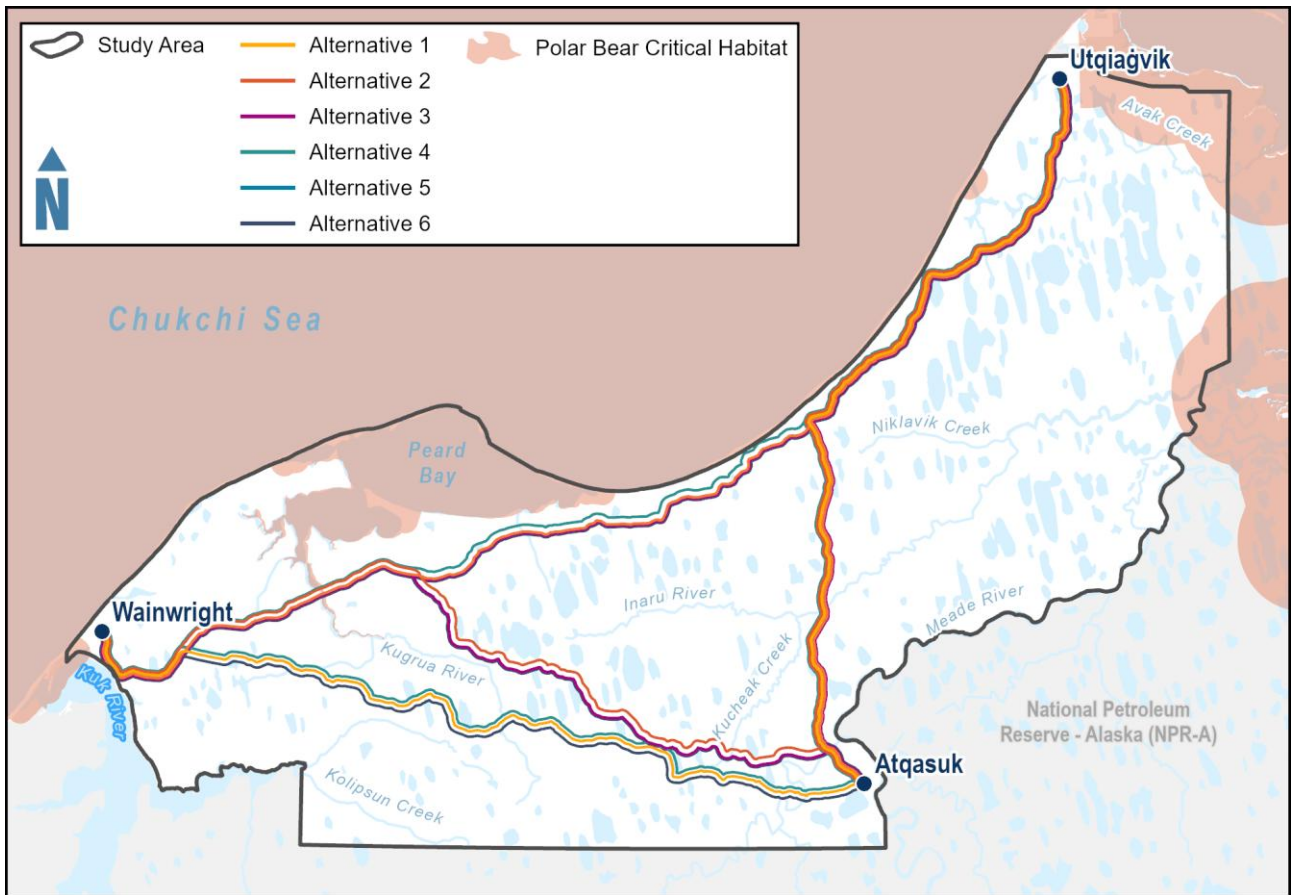 Study Area
Alternative 1
Alternative 2
Alternative 3
Alternative 4
Alternative 5
Alternative 6
Polar Bear Critical Habitat
N
Utqiaġvik
Avak Creek
Chukchi Sea
Peard
Bay
Niklavik Creek
Wainwright
Inaru River
Meade River
Kugrua River
Kucheak Creek
Kuk River
National Petroleum
Reserve - Alaska (NPR-A)
Atqasuk
Kolipsun Creek